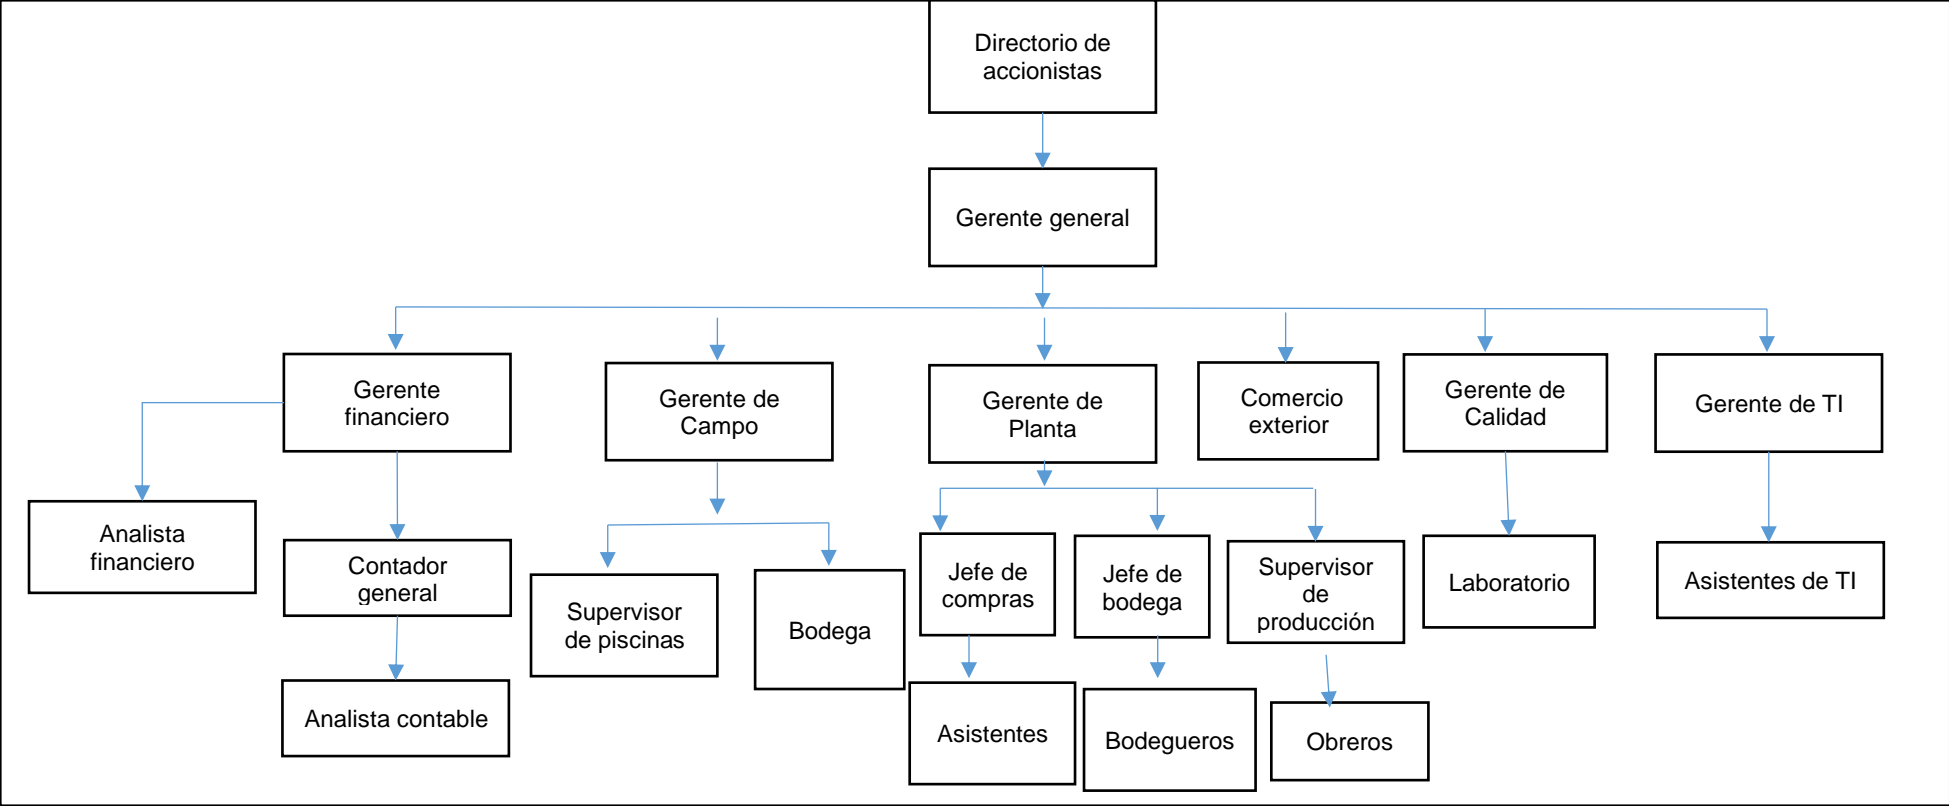 Directorio de
accionistas
Gerente general
Gerente
financiero
Gerente de
Campo
Gerente de
Planta
Comercio
exterior
Gerente de
Calidad
Gerente de TI
Analista
financiero
Contador
general
Supervisor
de piscinas
Bodega
Jefe de
compras
Jefe de
bodega
Supervisor
de
producción
Laboratorio
Asistentes de TI
Analista contable
Asistentes
Bodegueros
Obreros